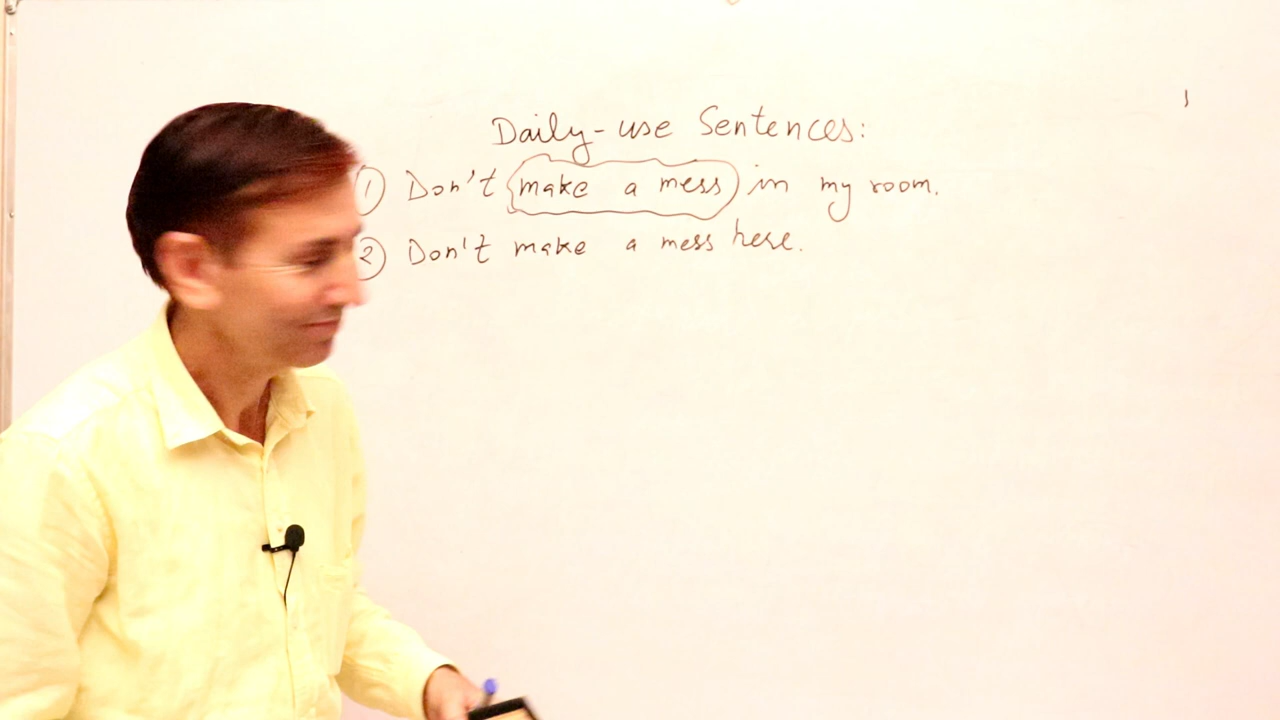 Daily-use Sentences:
① Don't make a mess in my room.
② Don't make a mess here.